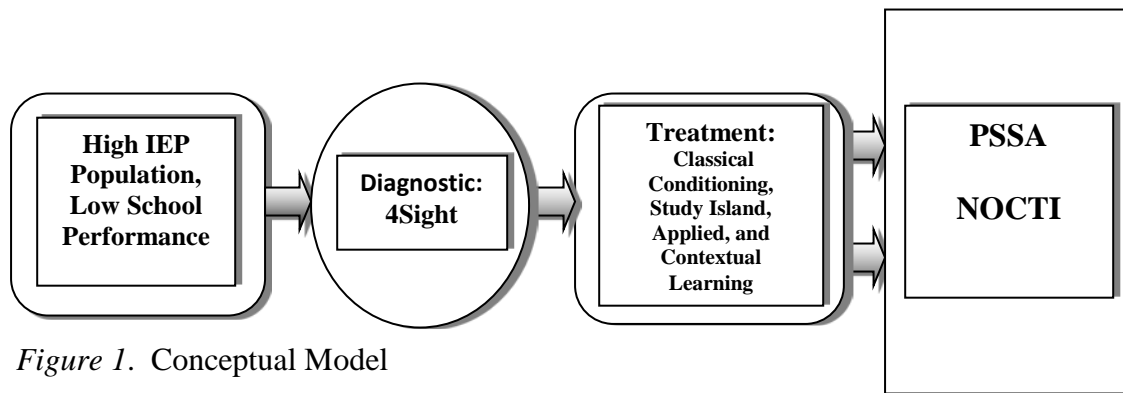 High IEP
Population,
Low School
Performance
Diagnostic:
4Sight
Treatment:
Classical
Conditioning,
Study Island,
Applied, and
Contextual
Learning
PSSA
NOCTI
Figure 1. Conceptual Model